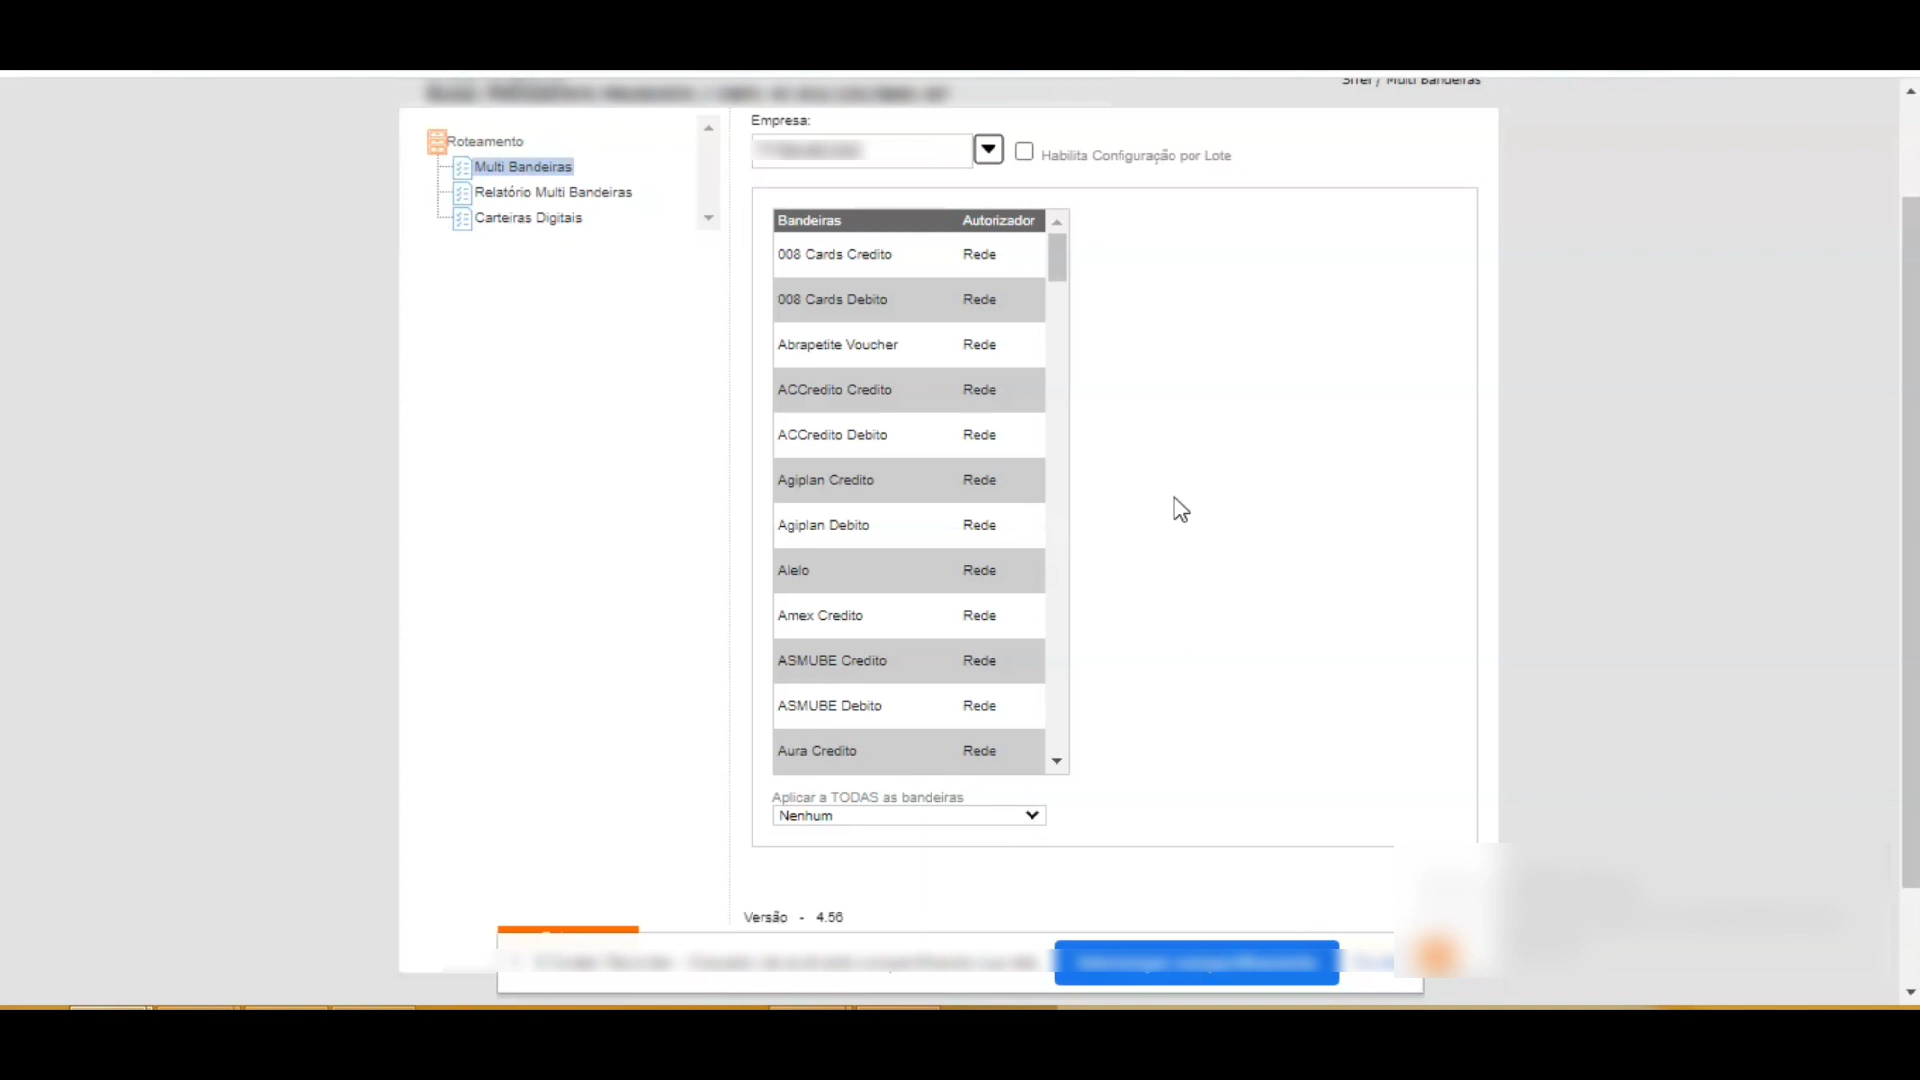 Sitef / Multi Bandeiras
Empresa:
Roteamento
Multi Bandeiras
Relatório Multi Bandeiras
Carteiras Digitais
Habilita Configuração por Lote
Bandeiras Autorizador
008 Cards Credito Rede
008 Cards Debito Rede
Abrapetite Voucher Rede
ACCredito Credito Rede
ACCredito Debito Rede
Agiplan Credito Rede
Agiplan Debito Rede
Alelo Rede
Amex Credito Rede
ASMUBE Credito Rede
ASMUBE Debito Rede
Aura Credito Rede
Aplicar a TODAS as bandeiras
Nenhum
Versão - 4.56